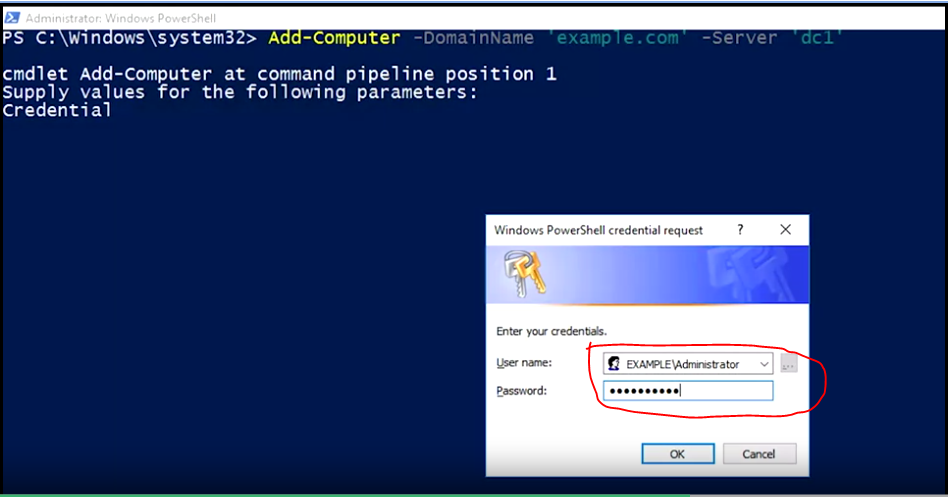 Administrator: Windows PowerShell
PS C:\Windows\system32> Add-Computer -DomainName 'example.com' -Server 'dc1'
cmdlet Add-Computer at command pipeline position 1
Supply values for the following parameters:
Credential
Windows PowerShell credential request
Enter your credentials.
User name: EXAMPLE\Administrator
Password: ••••••••••
OK Cancel